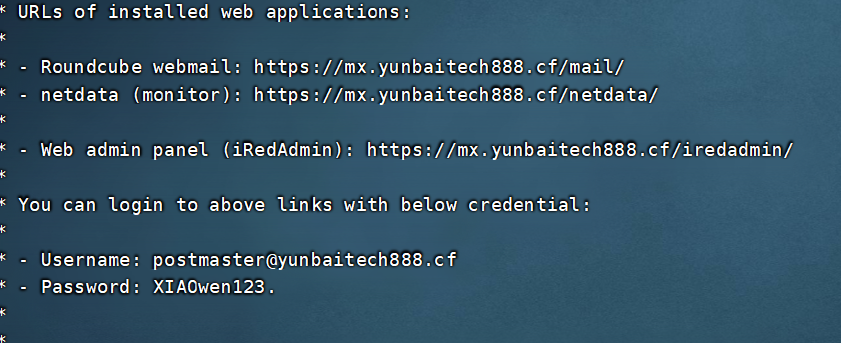 * URLs of installed web applications:
*
* - Roundcube webmail: https://mx.yunbaitech888.cf/mail/
* - netdata (monitor): https://mx.yunbaitech888.cf/netdata/
*
* - Web admin panel (iRedAdmin): https://mx.yunbaitech888.cf/iredadmin/
*
* You can login to above links with below credential:
*
* - Username: postmaster@yunbaitech888.cf
* - Password: XIAOwen123.
*
*